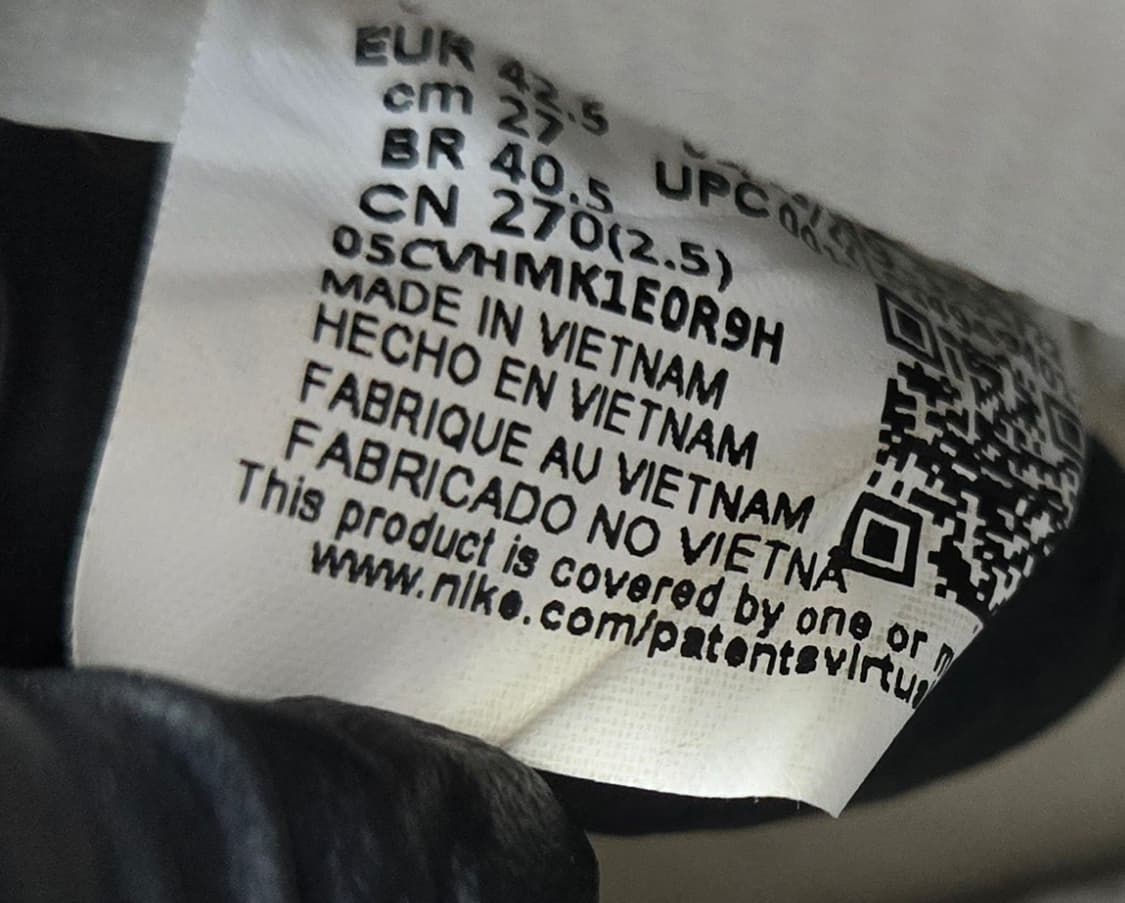 EUR 42.5
cm 27
BR 40.5 UPC
CN 270(2.5)
05CVHMK1E0R9H
MADE IN VIETNAM
HECHO EN VIETNAM
FABRIQUE AU VIETNAM
FABRICADO NO VIETNA
This product is covered by one or m
www.nike.com/patentsvirtua